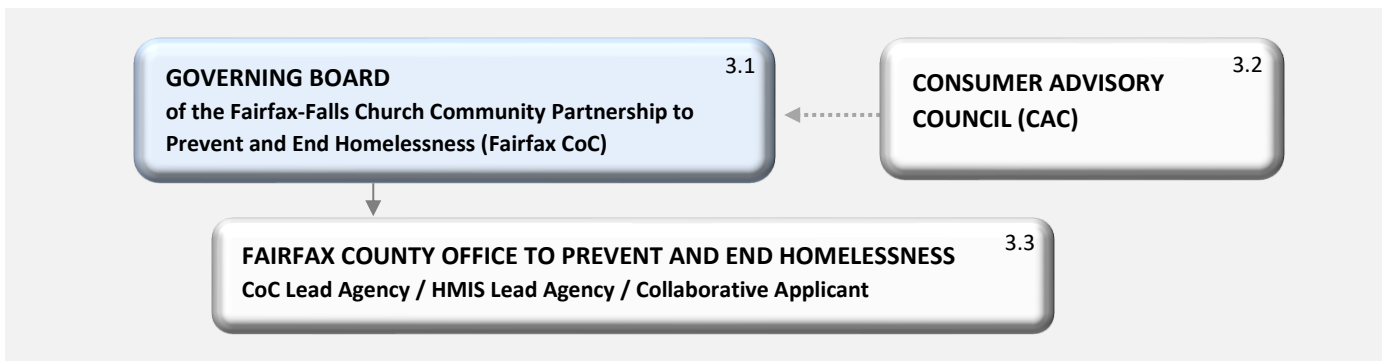 GOVERNING BOARD
3.1
of the Fairfax-Falls Church Community Partnership to
Prevent and End Homelessness (Fairfax CoC)
CONSUMER ADVISORY
3.2
COUNCIL (CAC)
FAIRFAX COUNTY OFFICE TO PREVENT AND END HOMELESSNESS
3.3
CoC Lead Agency / HMIS Lead Agency / Collaborative Applicant